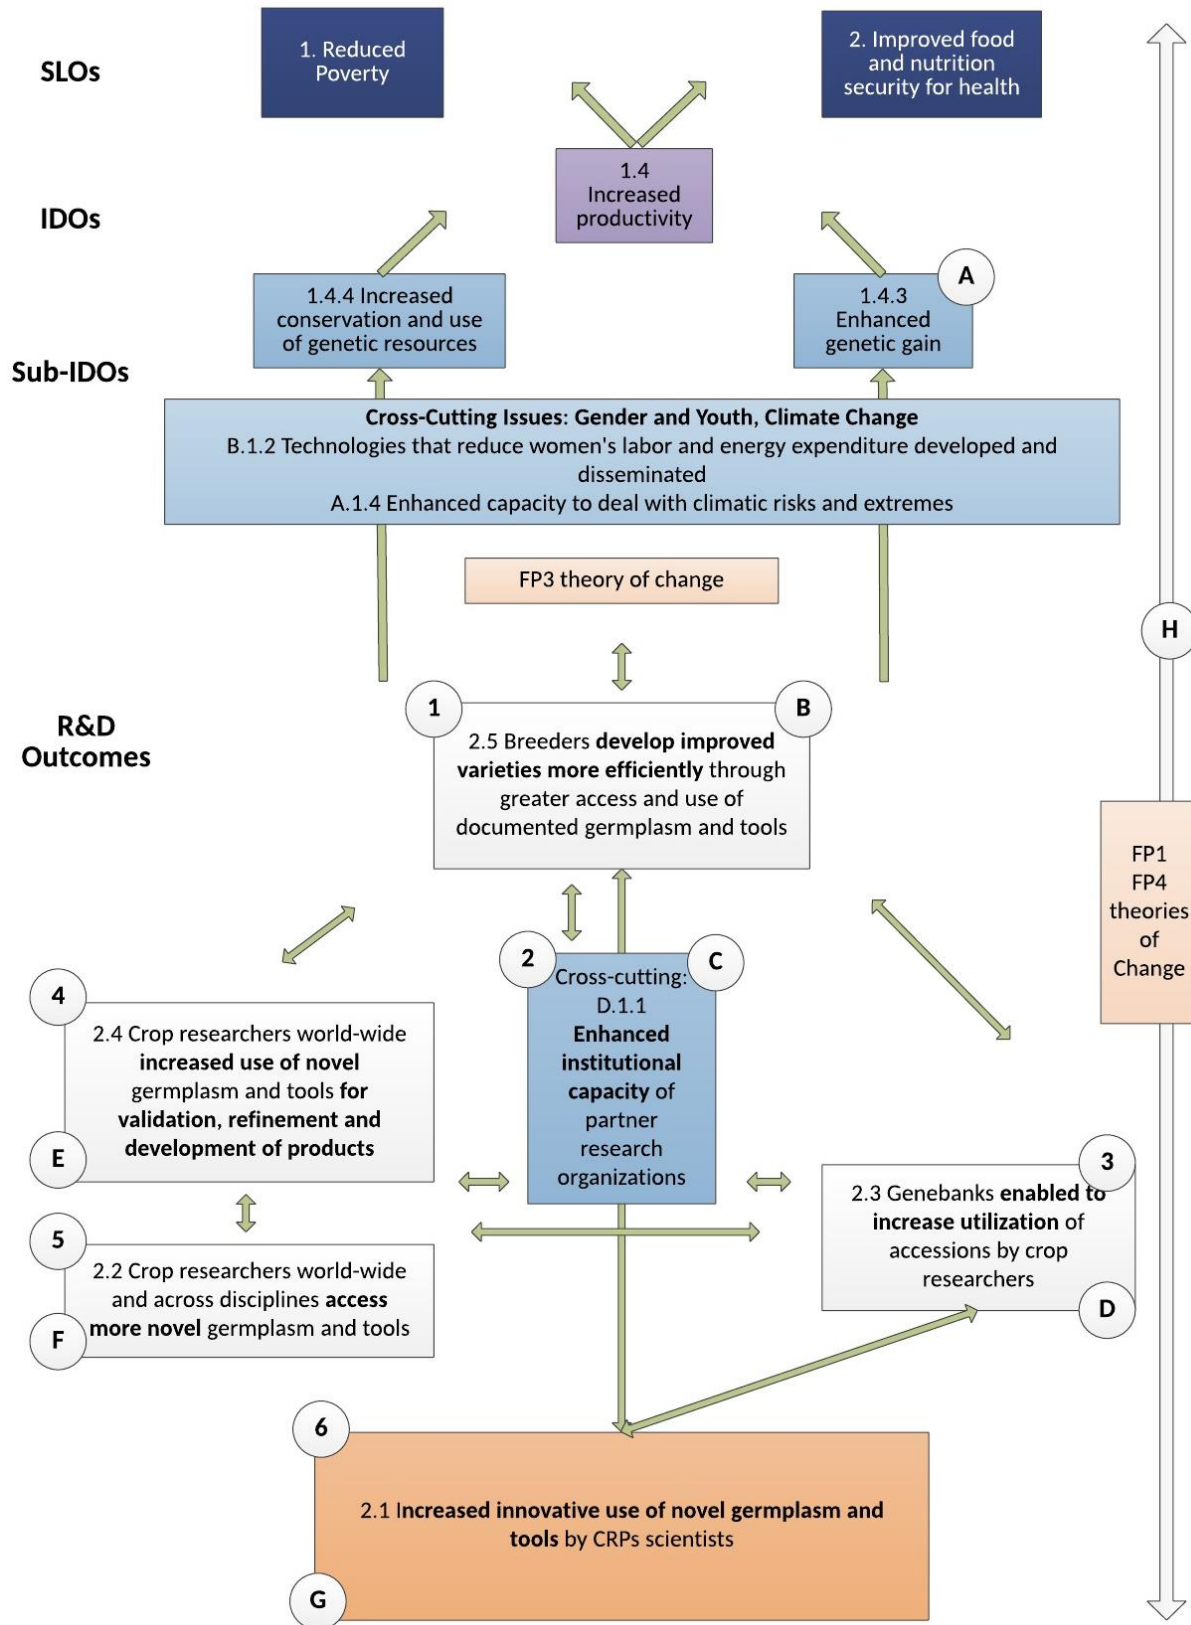 SLOs
1. Reduced
Poverty
2. Improved food
and nutrition
security for health
IDOs
1.4
Increased
productivity
Sub-IDOs
1.4.4 Increased
conservation and use
of genetic resources
A
1.4.3
Enhanced
genetic gain
Cross-Cutting Issues: Gender and Youth, Climate Change
B.1.2 Technologies that reduce women's labor and energy expenditure developed and
disseminated
A.1.4 Enhanced capacity to deal with climatic risks and extremes
FP3 theory of change
H
R&D
Outcomes
1
B
2.5 Breeders develop improved
varieties more efficiently through
greater access and use of
documented germplasm and tools
FP1
FP4
theories
of
Change
2
C
Cross-cutting:
D.1.1
Enhanced
institutional
capacity of
partner
research
organizations
4
2.4 Crop researchers world-wide
increased use of novel
germplasm and tools for
validation, refinement and
development of products
E
3
2.3 Genebanks enabled to
increase utilization of
accessions by crop
researchers
D
5
2.2 Crop researchers world-wide
and across disciplines access
more novel germplasm and tools
F
6
2.1 Increased innovative use of novel germplasm and
tools by CRPs scientists
G